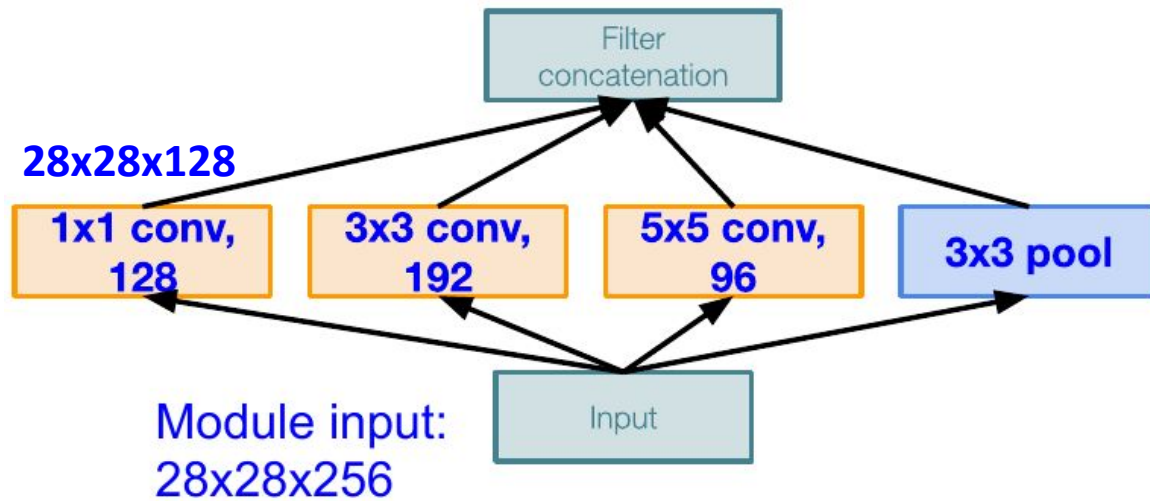 Filter
concatenation
28x28x128
1x1 conv,
128
3x3 conv,
192
5x5 conv,
96
3x3 pool
Input
Module input:
28x28x256